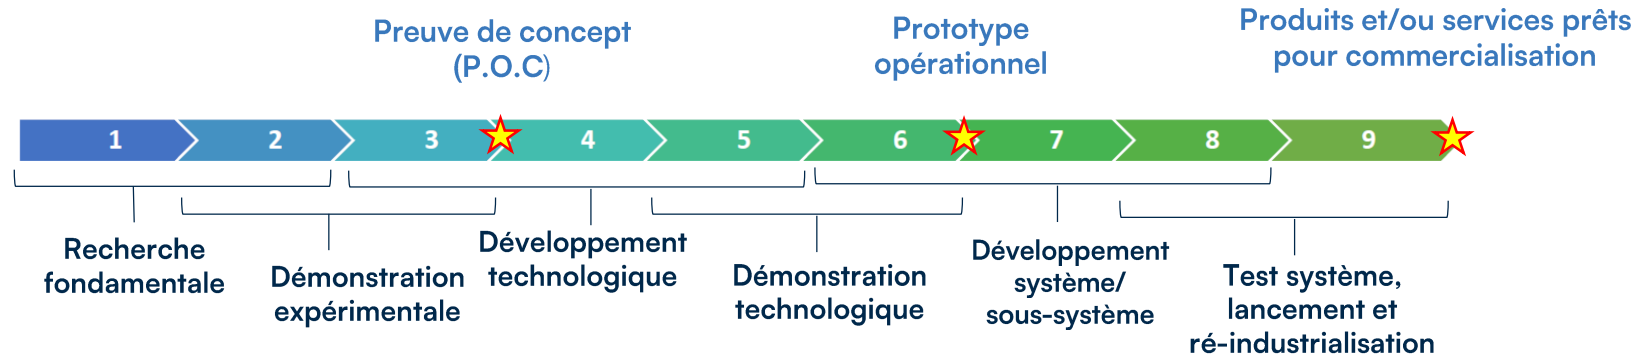 Preuve de concept
(P.O.C)
Prototype
opérationnel
Produits et/ou services prêts
pour commercialisation
1 2 3 4 5 6 7 8 9
Recherche
fondamentale
Démonstration
expérimentale
Développement
technologique
Démonstration
technologique
Développement
système/
sous-système
Test système,
lancement et
ré-industrialisation